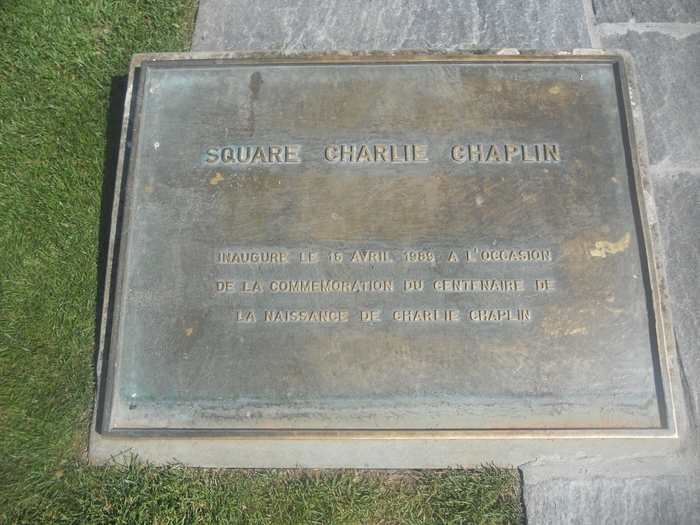 SQUARE CHARLIE CHAPLIN
INAUGURE LE 16 AVRIL 1989 A L'OCCASION
DE LA COMMEMORATION DU CENTENAIRE DE
LA NAISSANCE DE CHARLIE CHAPLIN